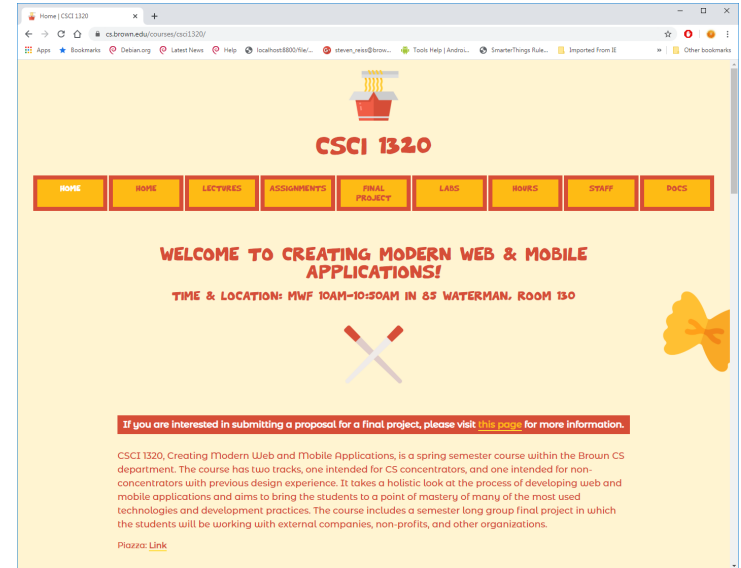 Home | CSCI 1320
cs.brown.edu/courses/csci1320/
Apps Bookmarks Debian.org Latest News Help localhost:8800/file/... steven_reiss@brow... Tools Help | Androi... SmarterThings Rule... Imported From IE » Other bookmarks
CSCI 1320
HOME HOME LECTURES ASSIGNMENTS FINAL PROJECT LABS HOURS STAFF DOCS
WELCOME TO CREATING MODERN WEB & MOBILE
APPLICATIONS!
TIME & LOCATION: MWF 10AM-10:50AM IN 85 WATERMAN, ROOM 130
If you are interested in submitting a proposal for a final project, please visit this page for more information.
CSCI 1320, Creating Modern Web and Mobile Applications, is a spring semester course within the Brown CS
department. The course has two tracks, one intended for CS concentrators, and one intended for non-
concentrators with previous design experience. It takes a holistic look at the process of developing web and
mobile applications and aims to bring the students to a point of mastery of many of the most used
technologies and development practices. The course includes a semester long group final project in which
the students will be working with external companies, non-profits, and other organizations.
Piazza: Link